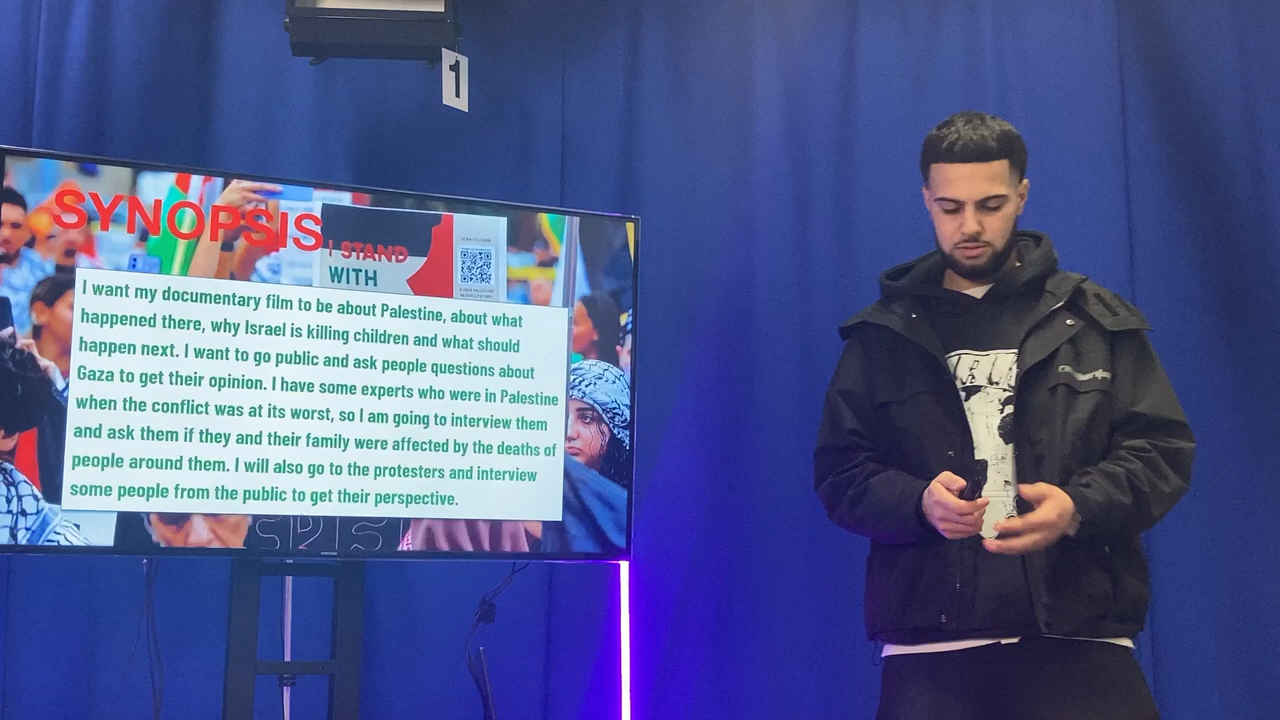 1
SYNOPSIS
I STAND
WITH
SCAN TO LEARN
I want my documentary film to be about Palestine, about what
happened there, why Israel is killing children and what should
happen next. I want to go public and ask people questions about
Gaza to get their opinion. I have some experts who were in Palestine
when the conflict was at its worst, so I am going to interview them
and ask them if they and their family were affected by the deaths of
people around them. I will also go to the protesters and interview
some people from the public to get their perspective.
SAMSUNG